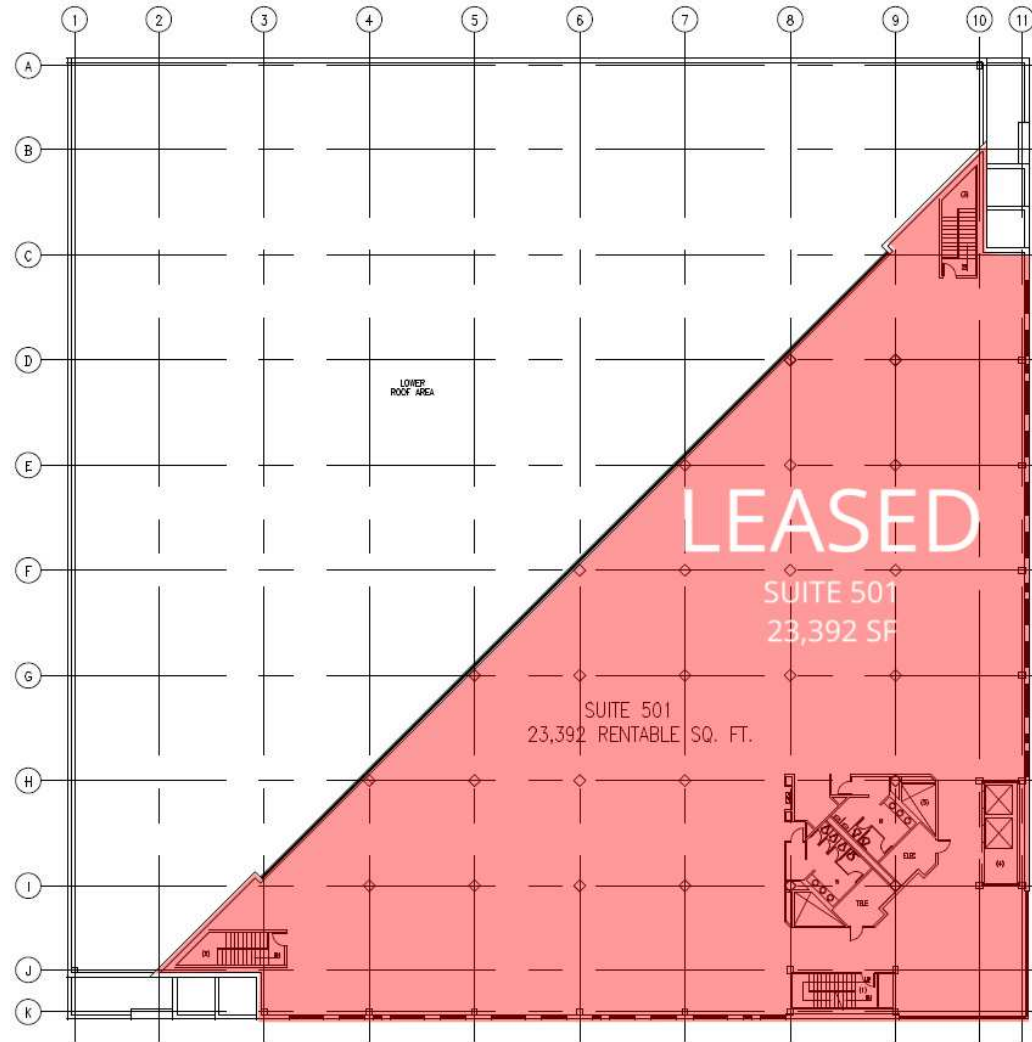 1 2 3 4 5 6 7 8 9 10 11
A
B
C
D
LOWER
ROOF AREA
E
LEASED
F
SUITE 501
23,392 SF
G
SUITE 501
23,392 RENTABLE SQ. FT.
H
I
ELEC
TELE
J
K